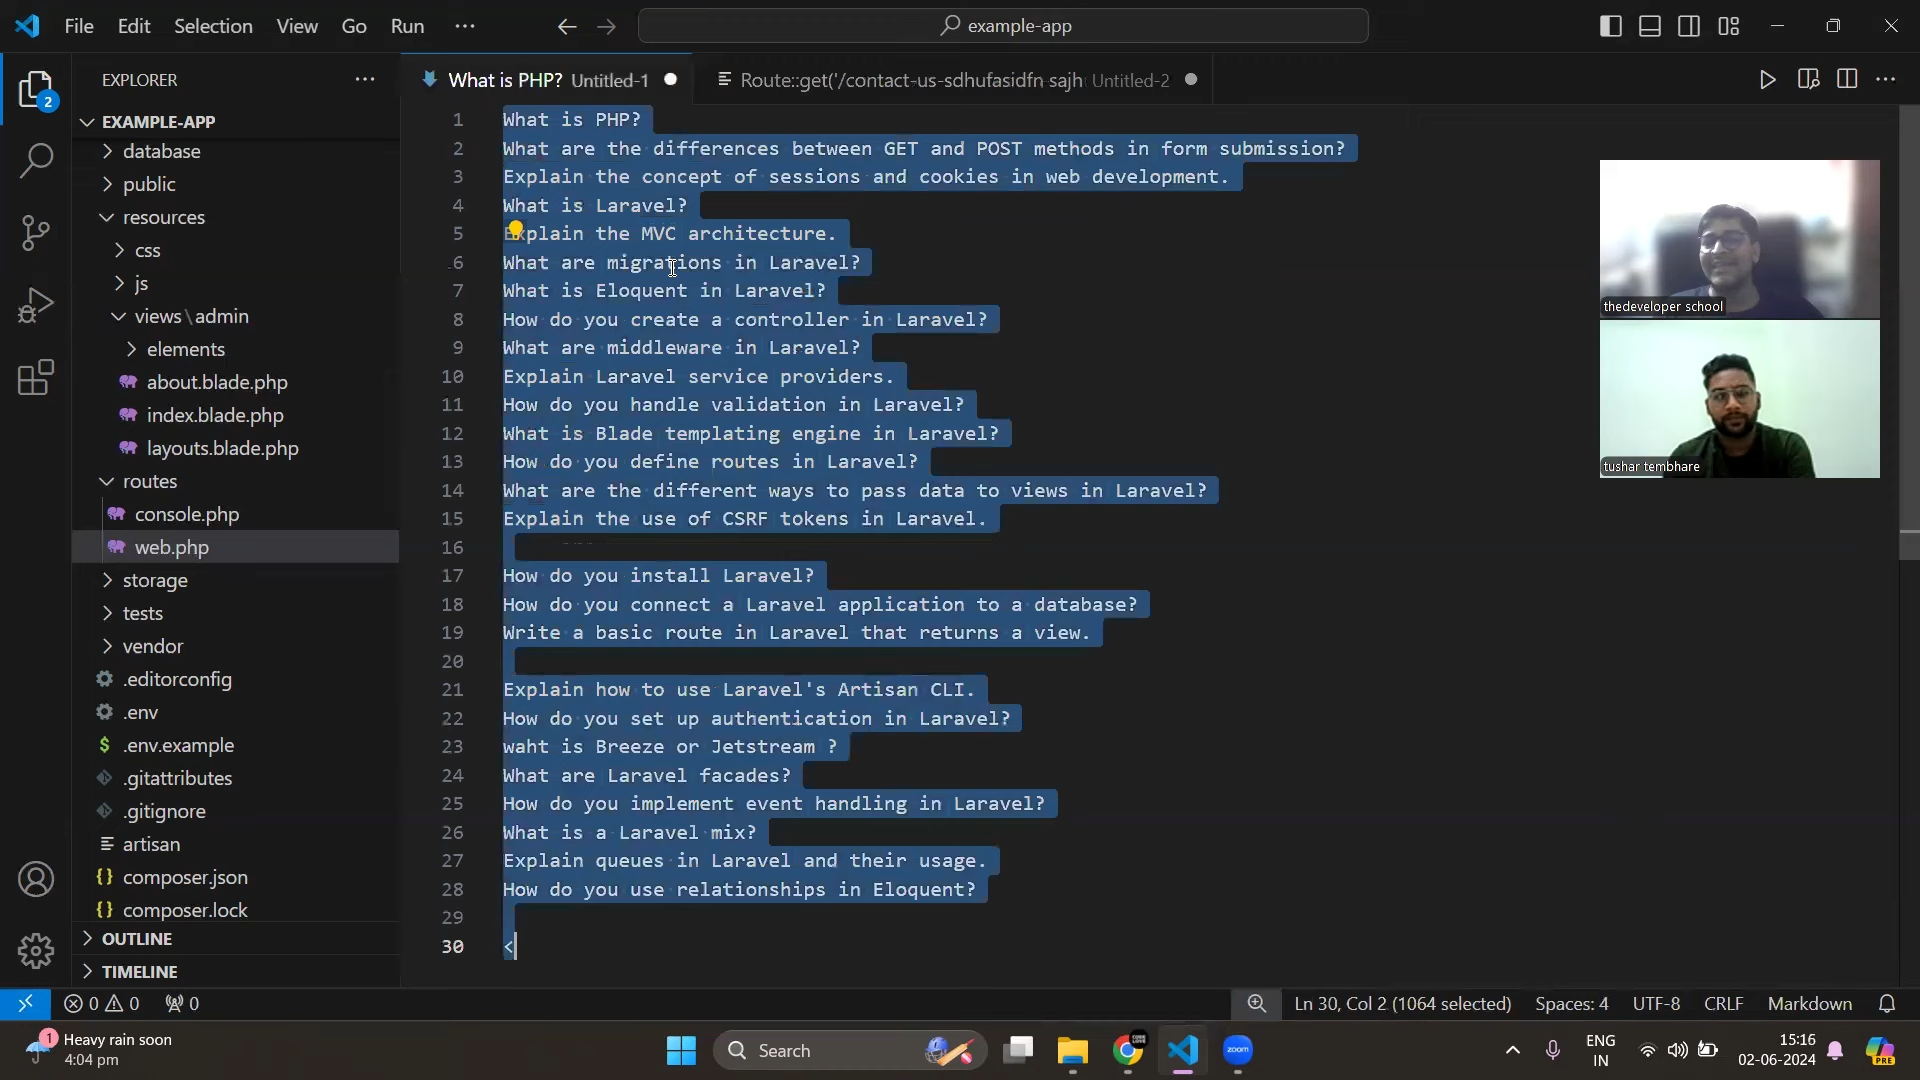 File Edit Selection View Go Run ···
example-app
EXPLORER ···
What is PHP? Untitled-1
Route::get('/contact-us-sdhufasidfn sajh Untitled-2
2
EXAMPLE-APP
database
public
resources
css
js
views\admin
elements
about.blade.php
index.blade.php
layouts.blade.php
routes
console.php
web.php
storage
tests
vendor
.editorconfig
.env
$ .env.example
.gitattributes
.gitignore
artisan
{} composer.json
{} composer.lock
OUTLINE
TIMELINE
1 What is PHP?
2 What are the differences between GET and POST methods in form submission?
3 Explain the concept of sessions and cookies in web development.
4 What is Laravel?
5 Explain the MVC architecture.
6 What are migrations in Laravel?
7 What is Eloquent in Laravel?
8 How do you create a controller in Laravel?
9 What are middleware in Laravel?
10 Explain Laravel service providers.
11 How do you handle validation in Laravel?
12 What is Blade templating engine in Laravel?
13 How do you define routes in Laravel?
14 What are the different ways to pass data to views in Laravel?
15 Explain the use of CSRF tokens in Laravel.
16
17 How do you install Laravel?
18 How do you connect a Laravel application to a database?
19 Write a basic route in Laravel that returns a view.
20
21 Explain how to use Laravel's Artisan CLI.
22 How do you set up authentication in Laravel?
23 waht is Breeze or Jetstream ?
24 What are Laravel facades?
25 How do you implement event handling in Laravel?
26 What is a Laravel mix?
27 Explain queues in Laravel and their usage.
28 How do you use relationships in Eloquent?
29
30 <
thedeveloper school
tushar tembhare
0 0 0
Ln 30, Col 2 (1064 selected) Spaces: 4 UTF-8 CRLF Markdown
1 Heavy rain soon
4:04 pm
Search
zoom
ENG
IN
15:16
02-06-2024
PRE